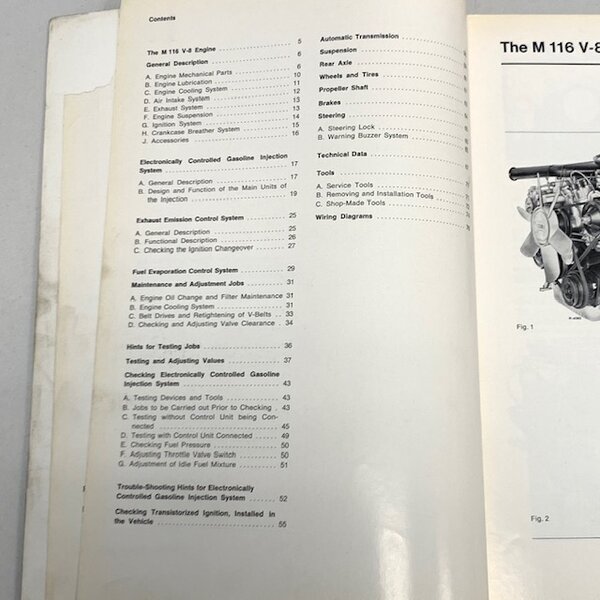 Contents
The M 116 V-8 Engine 5
General Description 6
A. Engine Mechanical Parts 6
B. Engine Lubrication 10
C. Engine Cooling System 11
D. Air Intake System 12
E. Exhaust System 13
F. Engine Suspension 13
G. Ignition System 14
H. Crankcase Breather System 15
J. Accessories 16
Electronically Controlled Gasoline Injection
System 17
A. General Description 17
B. Design and Function of the Main Units of
the Injection 19
Exhaust Emission Control System 25
A. General Description 25
B. Functional Description 26
C. Checking the Ignition Changeover 27
Fuel Evaporation Control System 29
Maintenance and Adjustment Jobs 31
A. Engine Oil Change and Filter Maintenance 31
B. Engine Cooling System 31
C. Belt Drives and Retightening of V-Belts 33
D. Checking and Adjusting Valve Clearance 34
Hints for Testing Jobs 36
Testing and Adjusting Values 37
Checking Electronically Controlled Gasoline
Injection System 43
A. Testing Devices and Tools 43
B. Jobs to be Carried out Prior to Checking 43
C. Testing without Control Unit being Con-
nected 45
D. Testing with Control Unit Connected 49
E. Checking Fuel Pressure 50
F. Adjusting Throttle Valve Switch 50
G. Adjustment of Idle Fuel Mixture 51
Trouble-Shooting Hints for Electronically
Controlled Gasoline Injection System 52
Checking Transistorized Ignition, Installed in
the Vehicle 55
Automatic Transmission
Suspension
Rear Axle
Wheels and Tires
Propeller Shaft
Brakes
Steering
A. Steering Lock
B. Warning Buzzer System
Technical Data
Tools
A. Service Tools
B. Removing and Installation Tools
C. Shop-Made Tools
Wiring Diagrams
The M 116 V-8
Fig. 1
Fig. 2